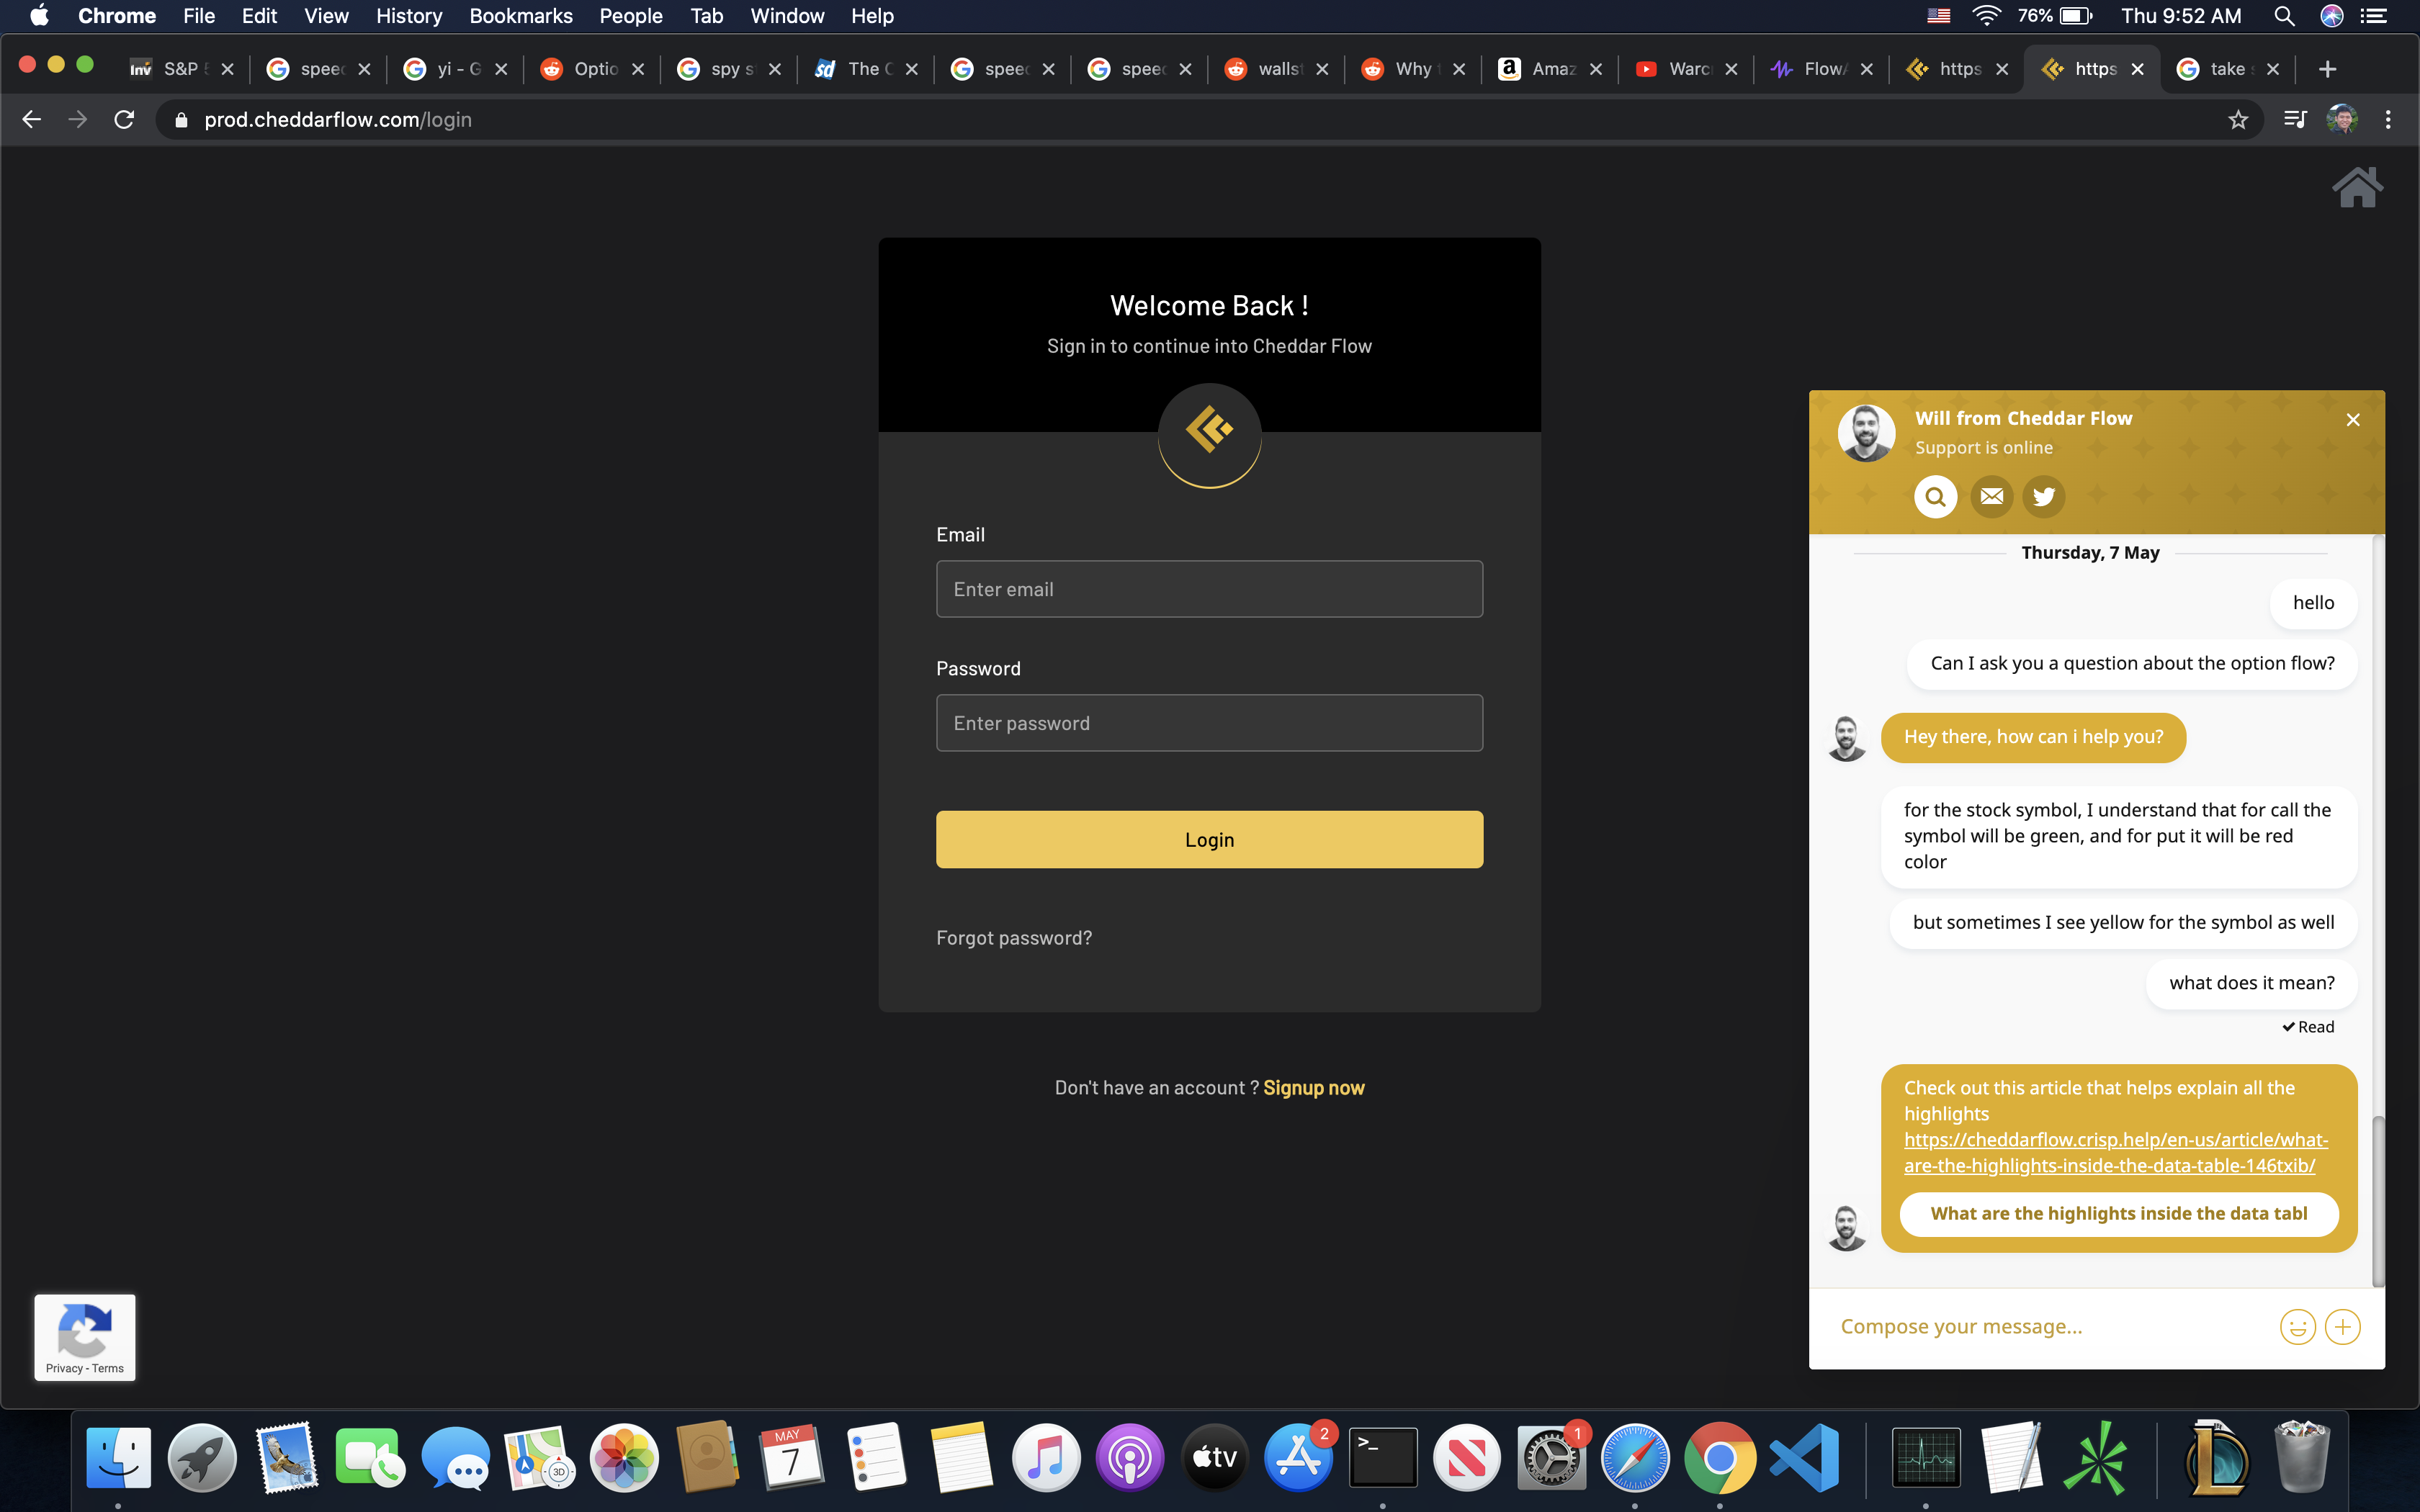 Chrome File Edit View History Bookmarks People Tab Window Help 76% Thu 9:52 AM
Inv S&P spee yi - G Optio spy s sd The spee spee walls Why a Amaz Warc Flow https https take
prod.cheddarflow.com/login
Welcome Back !
Sign in to continue into Cheddar Flow
Email
Enter email
Password
Enter password
Login
Forgot password?
Don't have an account ? Signup now
Privacy - Terms
Will from Cheddar Flow
Support is online
Thursday, 7 May
hello
Can I ask you a question about the option flow?
Hey there, how can i help you?
for the stock symbol, I understand that for call the
symbol will be green, and for put it will be red
color
but sometimes I see yellow for the symbol as well
what does it mean?
Read
Check out this article that helps explain all the
highlights
https://cheddarflow.crisp.help/en-us/article/what-
are-the-highlights-inside-the-data-table-146txib/
What are the highlights inside the data tabl
Compose your message...
3D MAY 7 tv 2 >_ 1 L